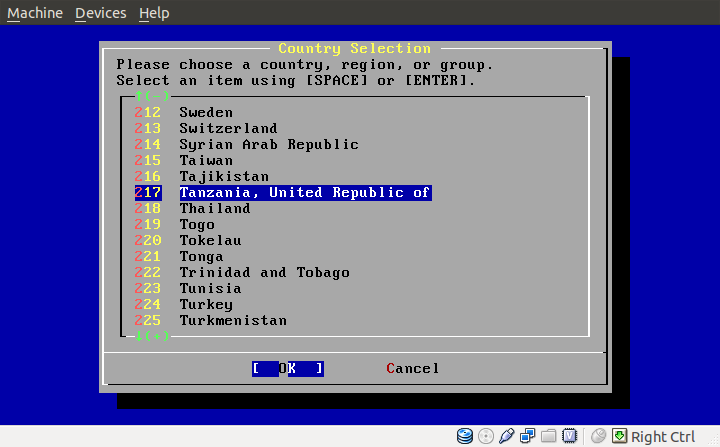 Machine Devices Help
Country Selection
Please choose a country, region, or group.
Select an item using [SPACE] or [ENTER].
↑(-)
212 Sweden
213 Switzerland
214 Syrian Arab Republic
215 Taiwan
216 Tajikistan
217 Tanzania, United Republic of
218 Thailand
219 Togo
220 Tokelau
221 Tonga
222 Trinidad and Tobago
223 Tunisia
224 Turkey
225 Turkmenistan
↓(+)
[ OK ] Cancel
Right Ctrl